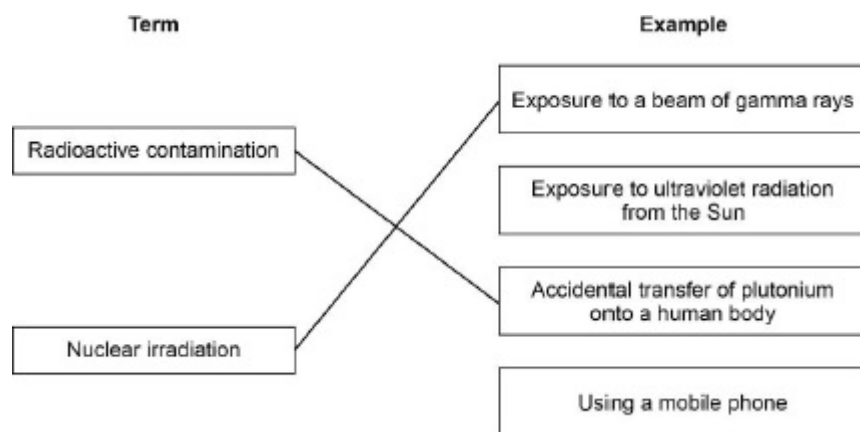 Term
Example
Radioactive contamination
Nuclear irradiation
Exposure to a beam of gamma rays
Exposure to ultraviolet radiation
from the Sun
Accidental transfer of plutonium
onto a human body
Using a mobile phone